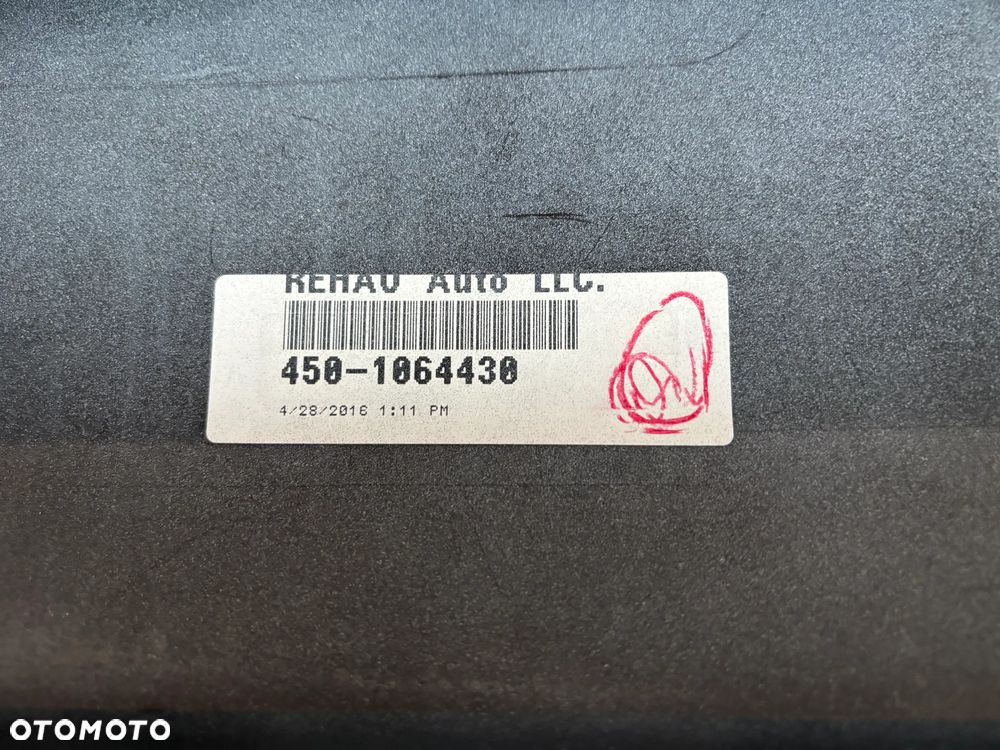 REHAU Auto LLC.
450-1064430
4/28/2016 1:11 PM
OTOMOTO